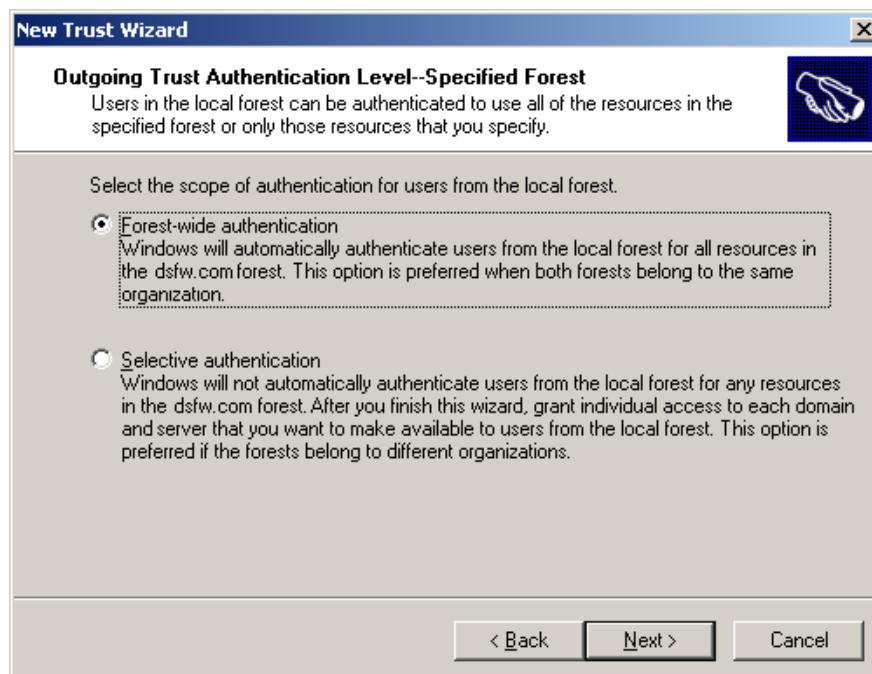 New Trust Wizard
Outgoing Trust Authentication Level--Specified Forest
Users in the local forest can be authenticated to use all of the resources in the
specified forest or only those resources that you specify.
Select the scope of authentication for users from the local forest.
Forest-wide authentication
Windows will automatically authenticate users from the local forest for all resources in
the dsfw.com forest. This option is preferred when both forests belong to the same
organization.
Selective authentication
Windows will not automatically authenticate users from the local forest for any resources
in the dsfw.com forest. After you finish this wizard, grant individual access to each domain
and server that you want to make available to users from the local forest. This option is
preferred if the forests belong to different organizations.
< Back
Next >
Cancel